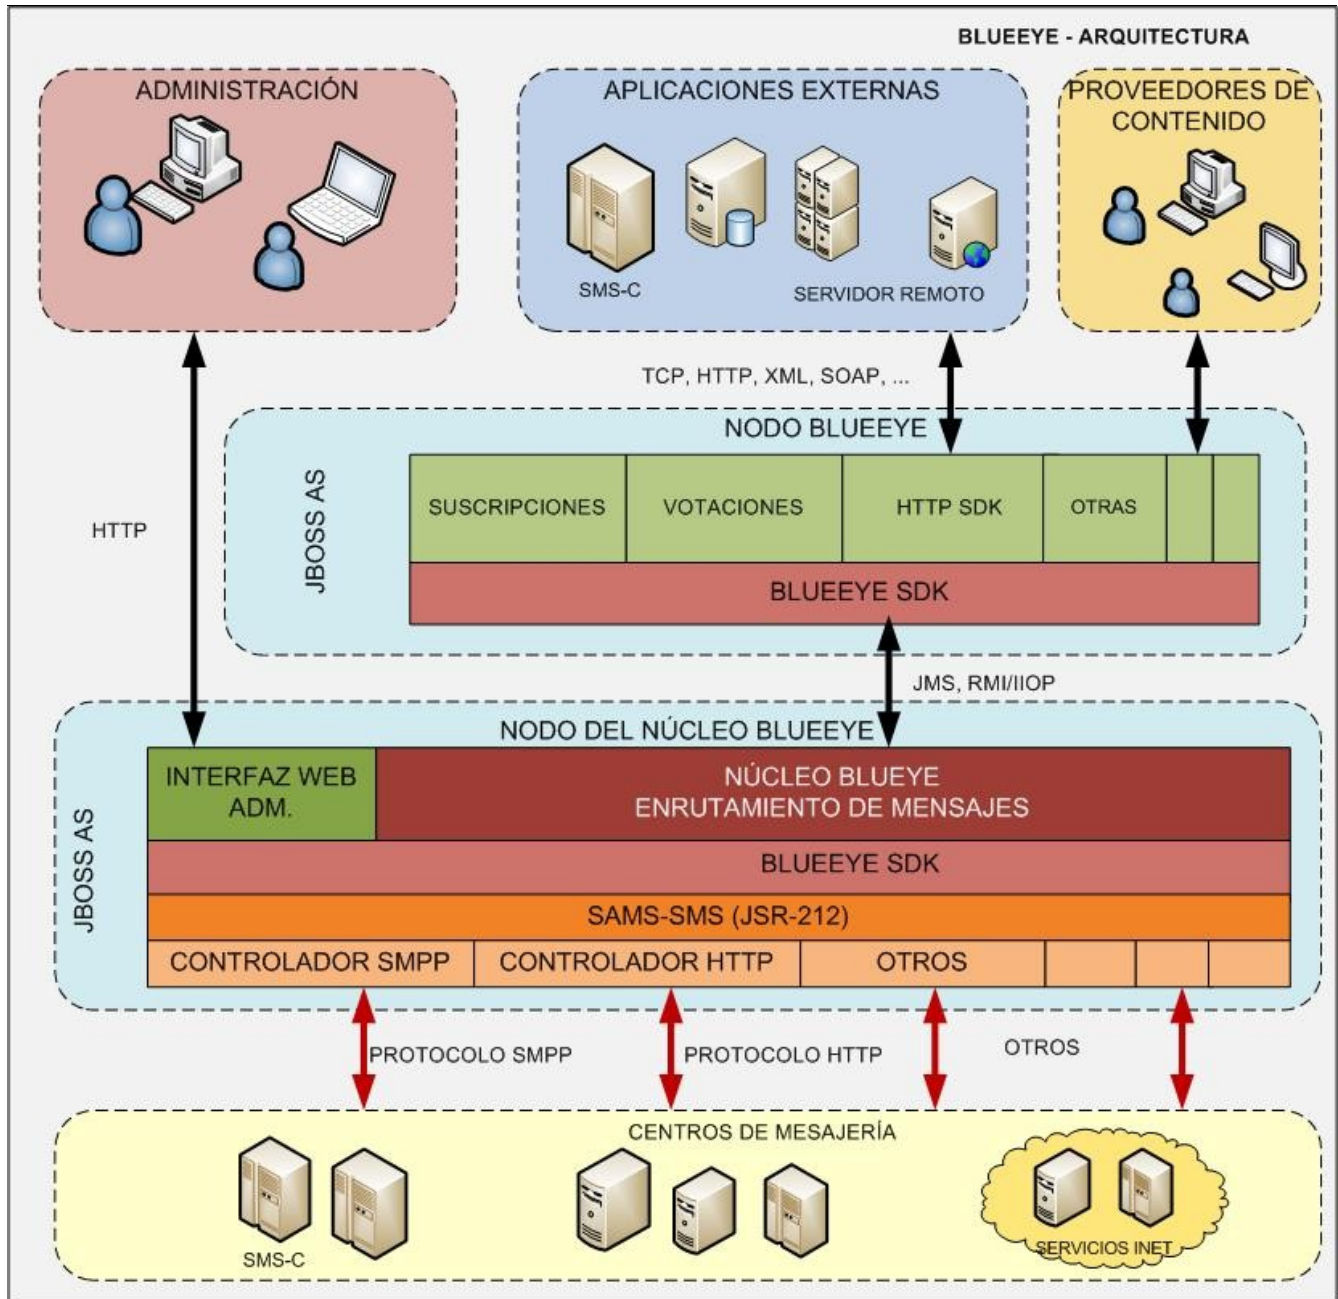 BLUEEYE - ARQUITECTURA
ADMINISTRACIÓN
APLICACIONES EXTERNAS
PROVEEDORES DE
CONTENIDO
SMS-C
SERVIDOR REMOTO
TCP, HTTP, XML, SOAP, ...
HTTP
NODO BLUEEYE
JBOSS AS
SUSCRIPCIONES
VOTACIONES
HTTP SDK
OTRAS
BLUEEYE SDK
JMS, RMI/IIOP
NODO DEL NÚCLEO BLUEEYE
JBOSS AS
INTERFAZ WEB
ADM.
NÚCLEO BLUEYE
ENRUTAMIENTO DE MENSAJES
BLUEEYE SDK
SAMS-SMS (JSR-212)
CONTROLADOR SMPP
CONTROLADOR HTTP
OTROS
PROTOCOLO SMPP
PROTOCOLO HTTP
OTROS
CENTROS DE MESAJERÍA
SMS-C
SERVICIOS INET